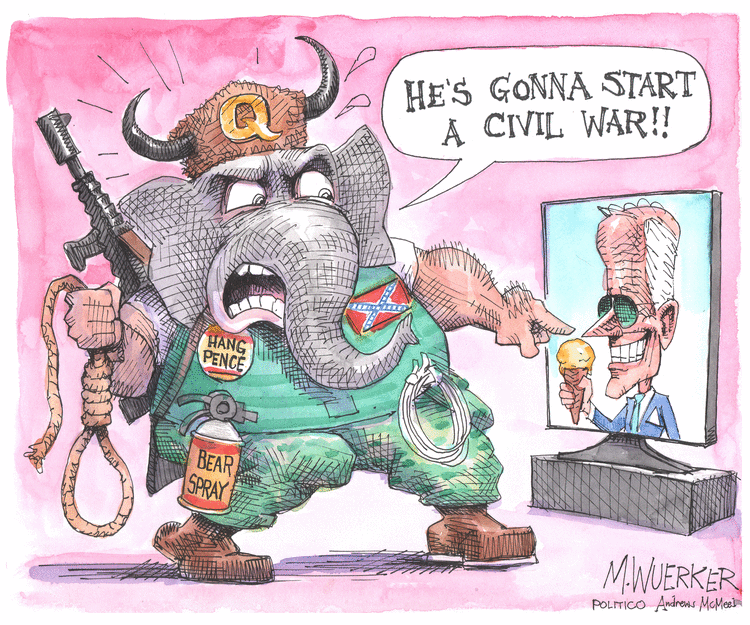 Q
HE'S GONNA START
A CIVIL WAR!!
HANG
PENCE
BEAR
SPRAY
M.WUERKER
POLITICO Andrews McMeel